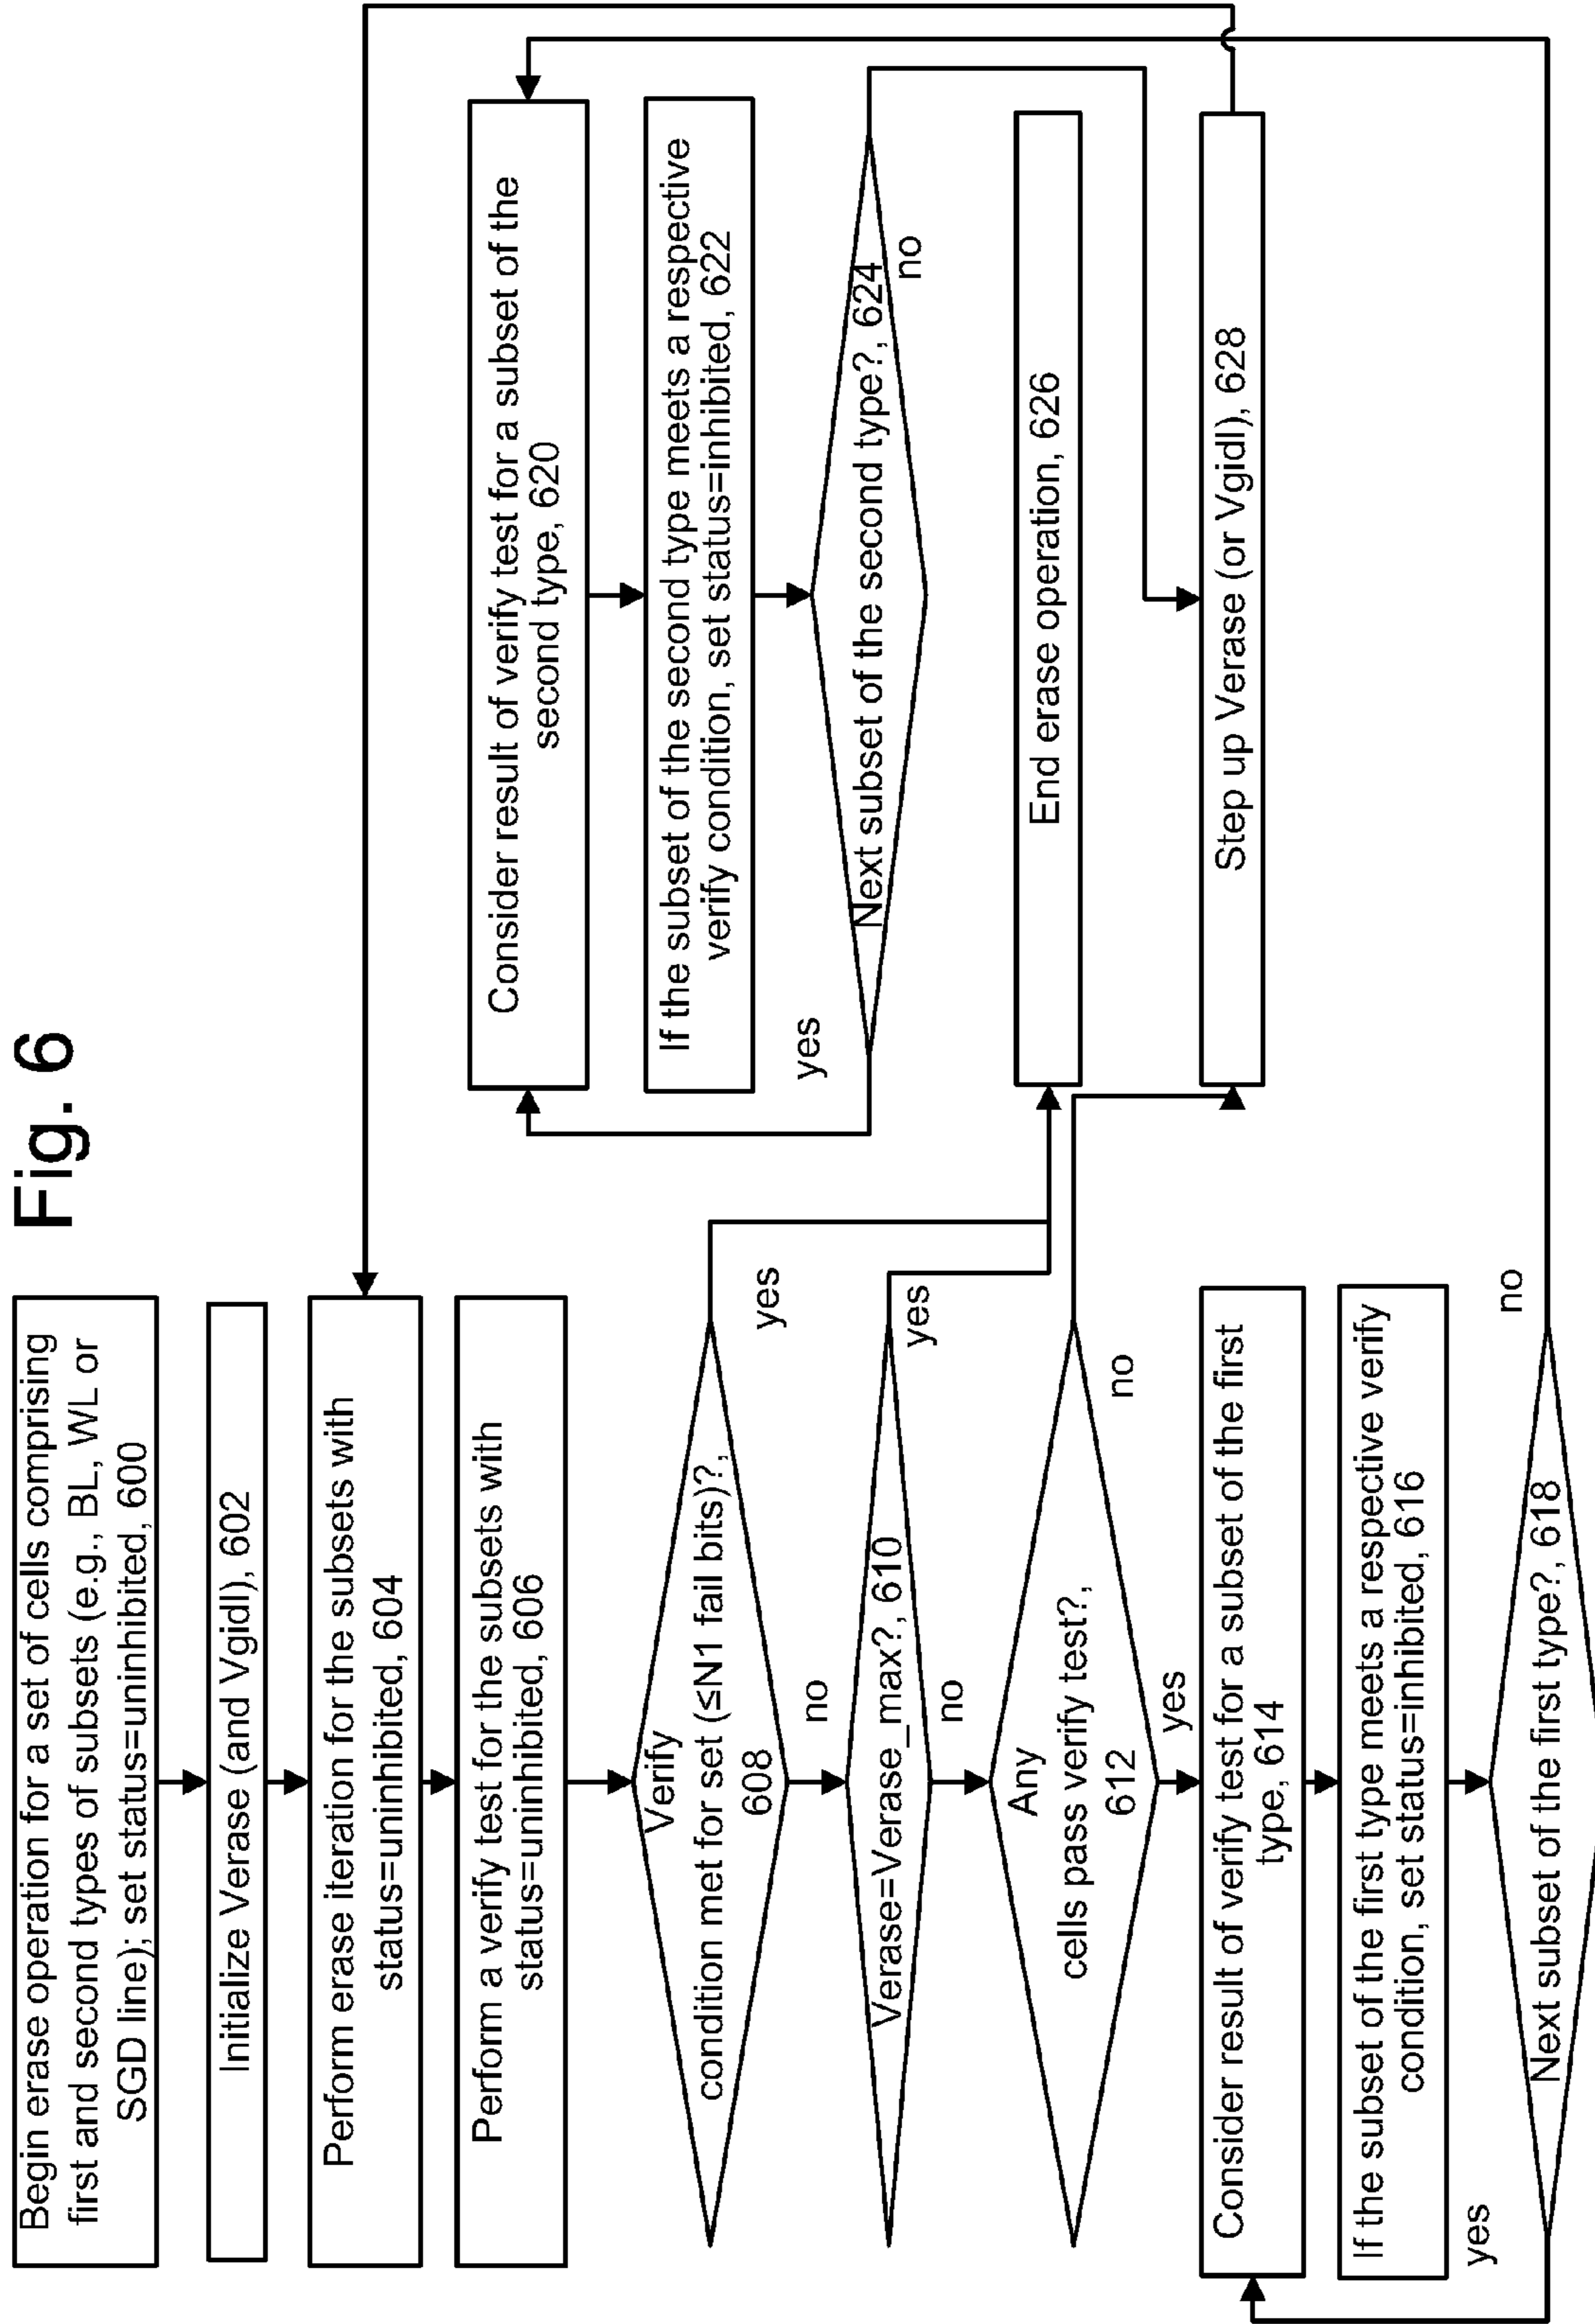 Fig. 6
Begin erase operation for a set of cells comprising
first and second types of subsets (e.g., BL, WL or
SGD line); set status=uninhibited, 600
Initialize Verase (and Vgidl), 602
Perform erase iteration for the subsets with
status=uninhibited, 604
Perform a verify test for the subsets with
status=uninhibited, 606
Verify
condition met for set (≤N1 fail bits)?,
608
yes
no
Verase=Verase_max?, 610
yes
no
Any
cells pass verify test?,
612
no
yes
Consider result of verify test for a subset of the first
type, 614
If the subset of the first type meets a respective verify
condition, set status=inhibited, 616
yes
Next subset of the first type?, 618
no
Consider result of verify test for a subset of the
second type, 620
If the subset of the second type meets a respective
verify condition, set status=inhibited, 622
yes
Next subset of the second type?, 624
no
End erase operation, 626
Step up Verase (or Vgidl), 628